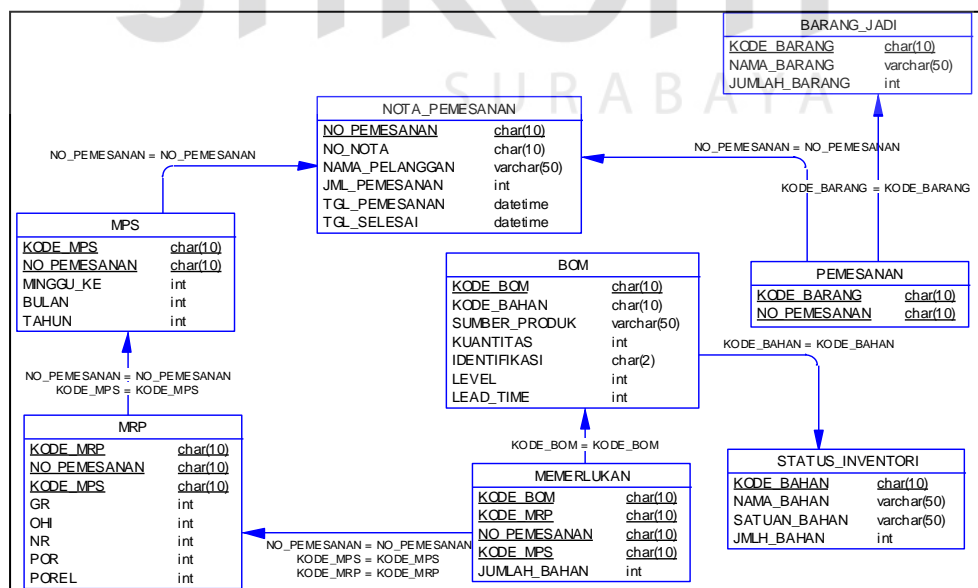 SURABAYA
BARANG_JADI
KODE_BARANG char(10)
NAMA_BARANG varchar(50)
JUMLAH_BARANG int
NOTA_PEMESANAN
NO_PEMESANAN char(10)
NO_NOTA char(10)
NAMA_PELANGGAN varchar(50)
JML_PEMESANAN int
TGL_PEMESANAN datetime
TGL_SELESAI datetime
NO_PEMESANAN = NO_PEMESANAN
NO_PEMESANAN = NO_PEMESANAN
KODE_BARANG = KODE_BARANG
MPS
KODE_MPS char(10)
NO_PEMESANAN char(10)
MINGGU_KE int
BULAN int
TAHUN int
BOM
KODE_BOM char(10)
KODE_BAHAN char(10)
SUMBER_PRODUK varchar(50)
KUANTITAS int
IDENTIFIKASI char(2)
LEVEL int
LEAD_TIME int
PEMESANAN
KODE_BARANG char(10)
NO_PEMESANAN char(10)
KODE_BAHAN = KODE_BAHAN
NO_PEMESANAN = NO_PEMESANAN
KODE_MPS = KODE_MPS
MRP
KODE_MRP char(10)
NO_PEMESANAN char(10)
KODE_MPS char(10)
GR int
OHI int
NR int
POR int
POREL int
KODE_BOM = KODE_BOM
MEMERLUKAN
KODE_BOM char(10)
KODE_MRP char(10)
NO_PEMESANAN char(10)
KODE_MPS char(10)
JUMLAH_BAHAN int
NO_PEMESANAN = NO_PEMESANAN
KODE_MPS = KODE_MPS
KODE_MRP = KODE_MRP
STATUS_INVENTORI
KODE_BAHAN char(10)
NAMA_BAHAN varchar(50)
SATUAN_BAHAN varchar(50)
JMLH_BAHAN int